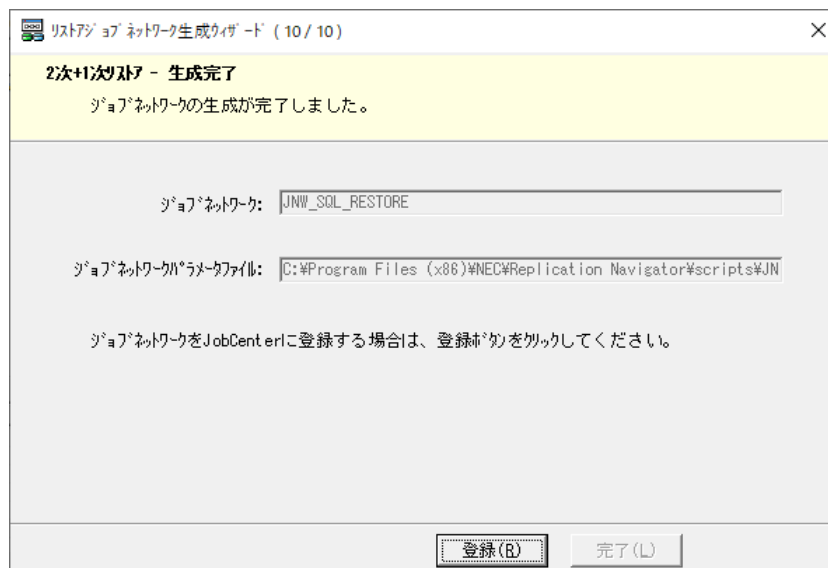 ﾘｽﾄｱｼﾞｮﾌﾞﾈｯﾄﾜｰｸ生成ｳｨｻﾞｰﾄﾞ ( 10 / 10 )
2次+1次ﾘｽﾄｱ - 生成完了
ｼﾞｮﾌﾞﾈｯﾄﾜｰｸの生成が完了しました。
ｼﾞｮﾌﾞﾈｯﾄﾜｰｸ: JNW_SQL_RESTORE
ｼﾞｮﾌﾞﾈｯﾄﾜｰｸﾊﾟﾗﾒｰﾀﾌｧｲﾙ: C:¥Program Files (x86)¥NEC¥Replication Navigator¥scripts¥JN
ｼﾞｮﾌﾞﾈｯﾄﾜｰｸをJobCenterに登録する場合は、登録ﾎﾞﾀﾝをｸﾘｯｸしてください。
登録(R) 完了(L)